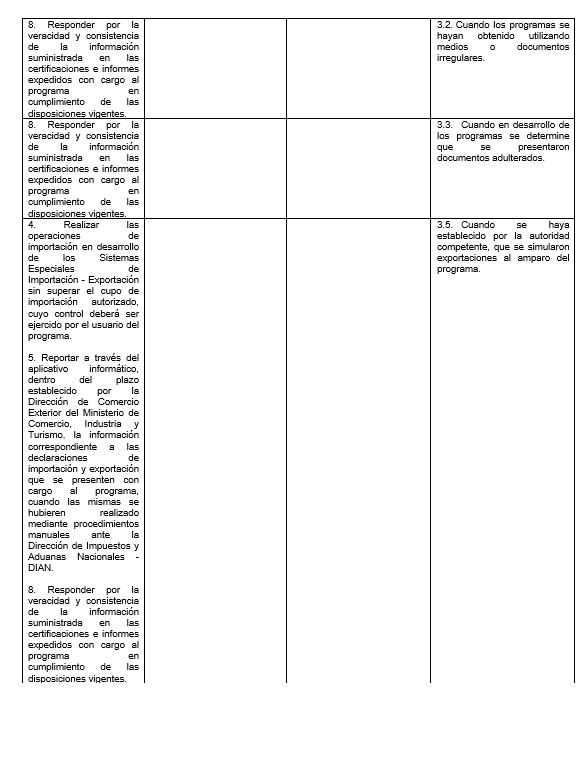 8. Responder por la
veracidad y consistencia
de la información
suministrada en las
certificaciones e informes
expedidos con cargo al
programa en
cumplimiento de las
disposiciones vigentes.
3.2. Cuando los programas se
hayan obtenido utilizando
medios o documentos
irregulares.
8. Responder por la
veracidad y consistencia
de la información
suministrada en las
certificaciones e informes
expedidos con cargo al
programa en
cumplimiento de las
disposiciones vigentes.
3.3. Cuando en desarrollo de
los programas se determine
que se presentaron
documentos adulterados.
4. Realizar las
operaciones de
importación en desarrollo
de los Sistemas
Especiales de
Importación - Exportación
sin superar el cupo de
importación autorizado,
cuyo control deberá ser
ejercido por el usuario del
programa.
5. Reportar a través del
aplicativo informático,
dentro del plazo
establecido por la
Dirección de Comercio
Exterior del Ministerio de
Comercio, Industria y
Turismo, la información
correspondiente a las
declaraciones de
importación y exportación
que se presenten con
cargo al programa,
cuando las mismas se
hubieren realizado
mediante procedimientos
manuales ante la
Dirección de Impuestos y
Aduanas Nacionales -
DIAN.
8. Responder por la
veracidad y consistencia
de la información
suministrada en las
certificaciones e informes
expedidos con cargo al
programa en
cumplimiento de las
disposiciones vigentes.
3.5. Cuando se haya
establecido por la autoridad
competente, que se simularon
exportaciones al amparo del
programa.